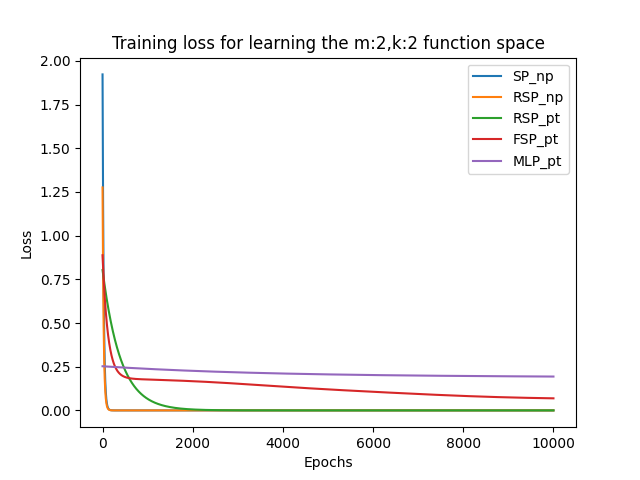 Training loss for learning the m:2,k:2 function space
2.00
1.75
1.50
1.25
1.00
0.75
0.50
0.25
0.00
Loss
SP_np
RSP_np
RSP_pt
FSP_pt
MLP_pt
0
2000
4000
6000
8000
10000
Epochs